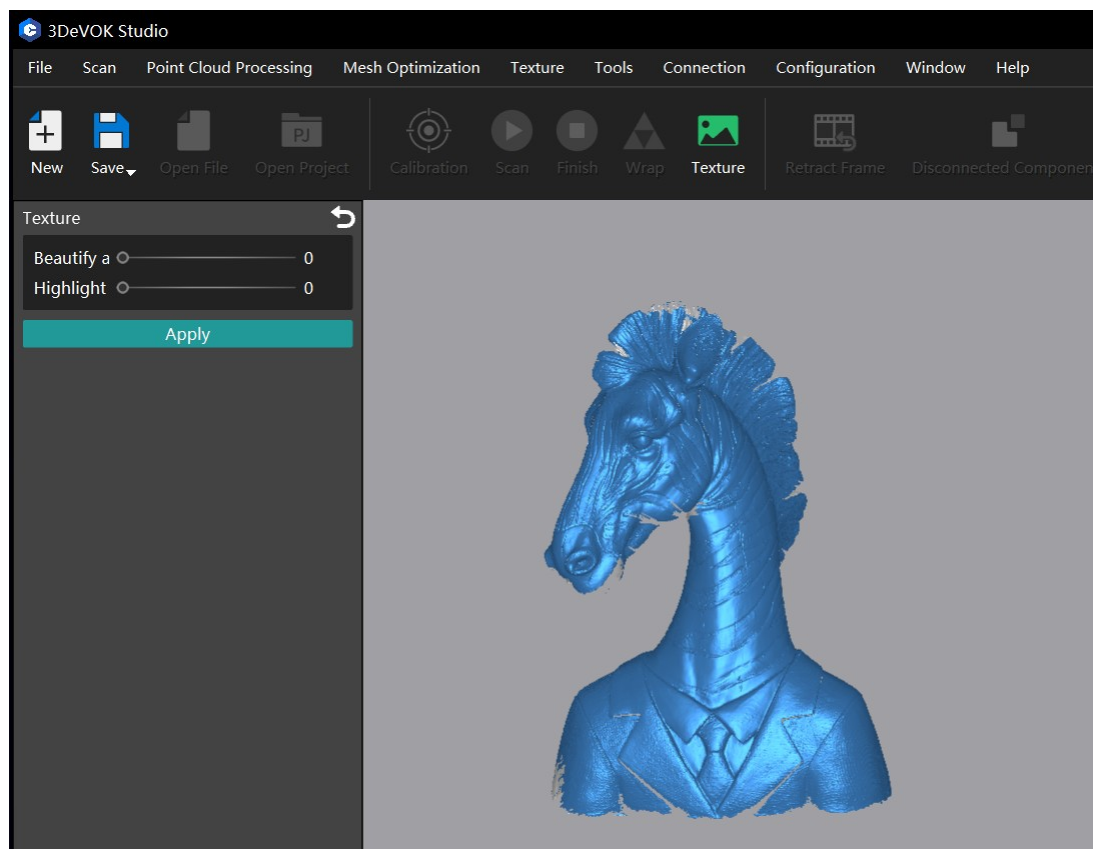 3DeVOK Studio
File Scan Point Cloud Processing Mesh Optimization Texture Tools Connection Configuration Window Help
PJ
New Save Open File Open Project Calibration Scan Finish Wrap Texture Retract Frame Disconnected Componen
Texture
Beautify a 0
Highlight 0
Apply